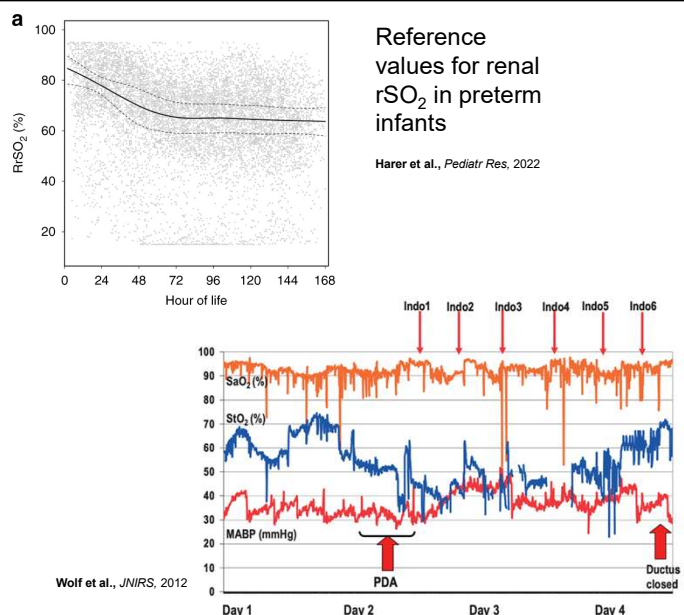 a
100
80
60
40
20
RrSO₂ (%)
0 24 48 72 96 120 144 168
Hour of life
Reference
values for renal
rSO₂ in preterm
infants
Harer et al., Pediatr Res, 2022
Indo1 Indo2 Indo3 Indo4 Indo5 Indo6
100
90
80
70
60
50
40
30
20
10
0
SaO₂(%)
StO₂(%)
MABP (mmHg)
PDA
Ductus
closed
Day 1 Day 2 Day 3 Day 4
Wolf et al., JNIRS, 2012